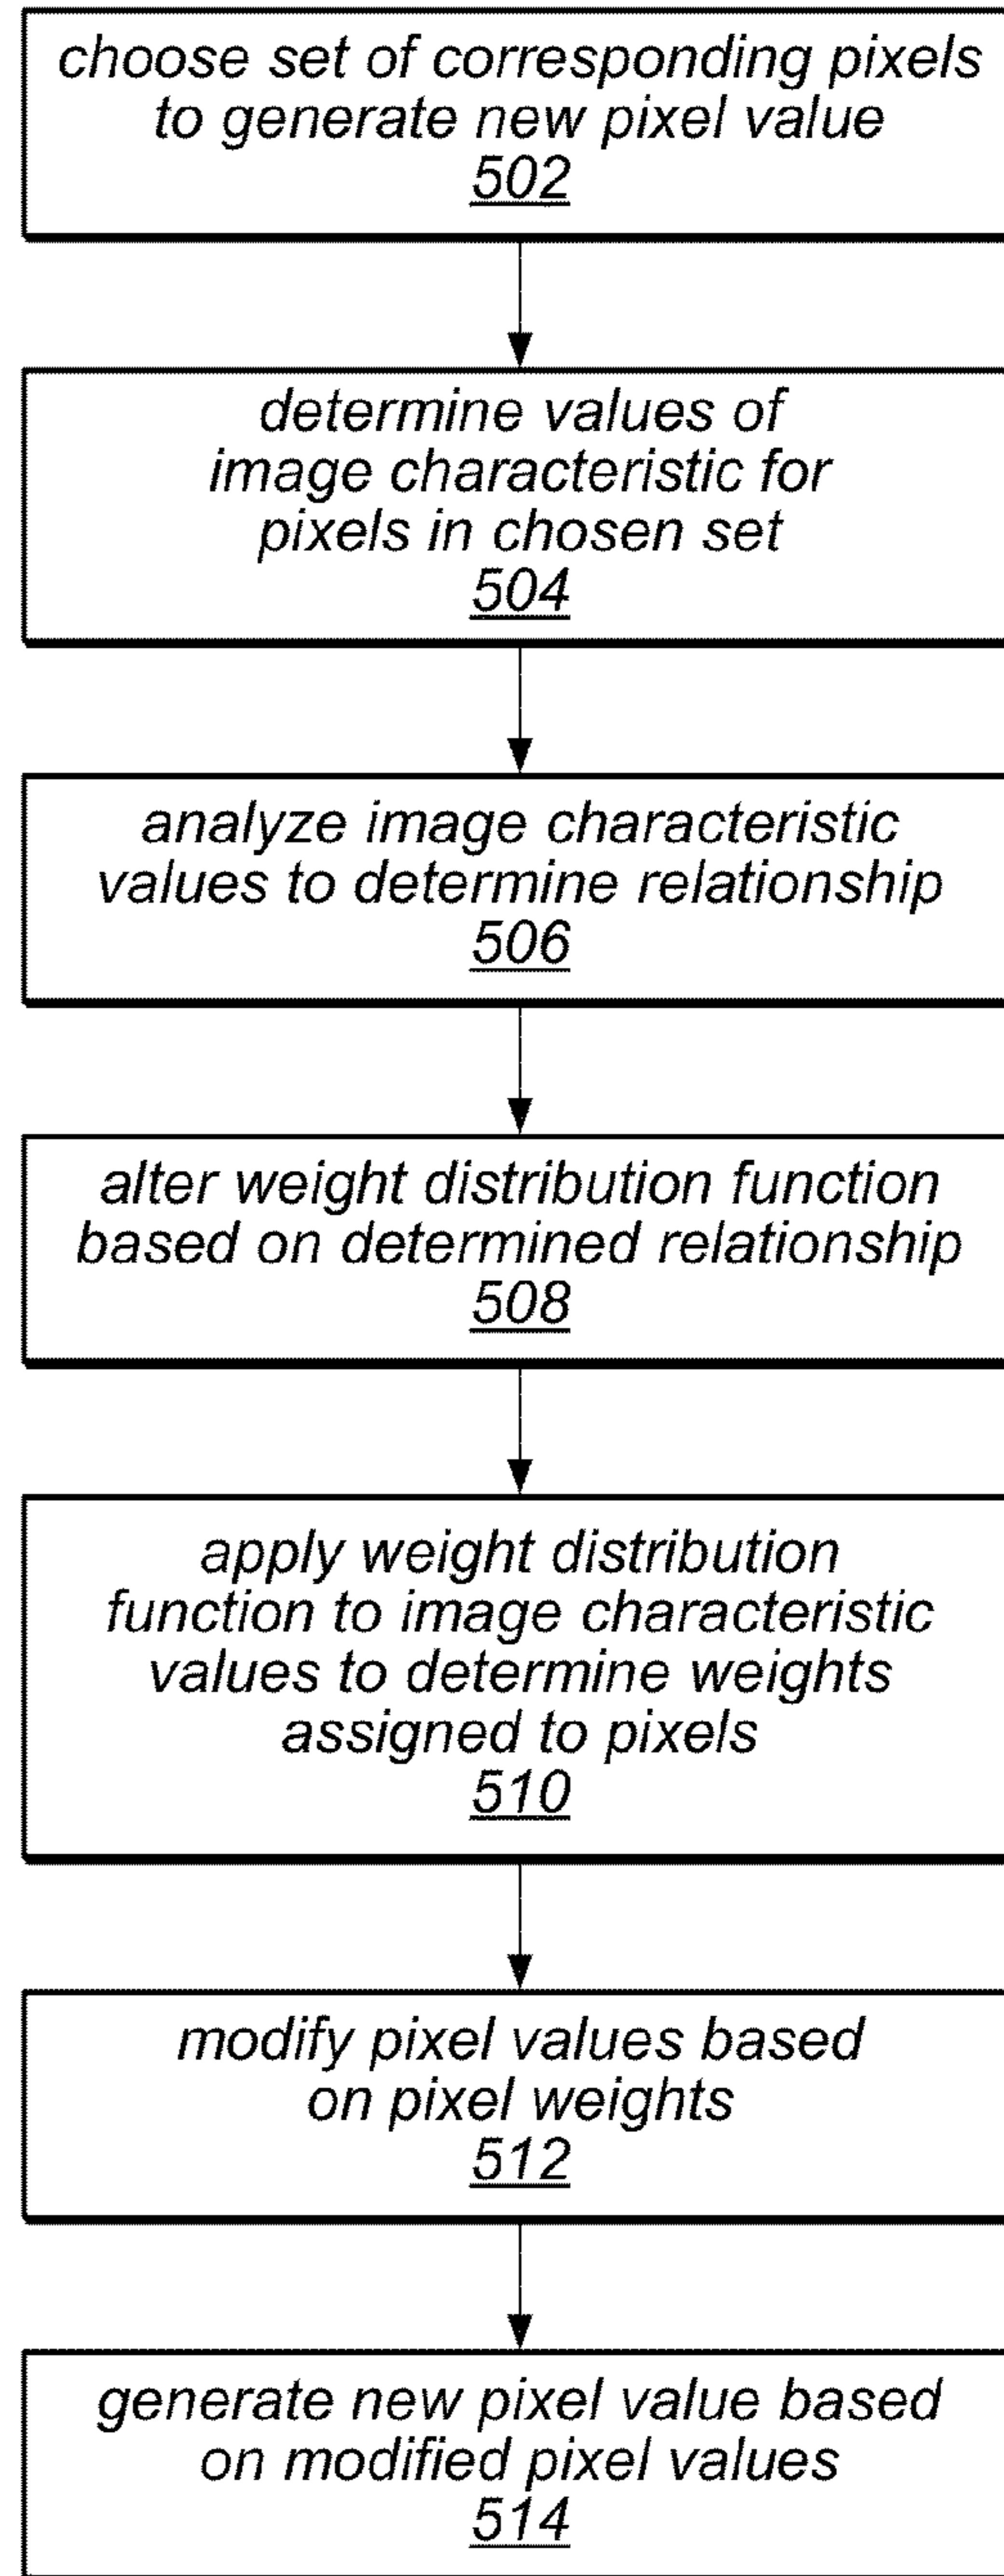 choose set of corresponding pixels
to generate new pixel value
502
determine values of
image characteristic for
pixels in chosen set
504
analyze image characteristic
values to determine relationship
506
alter weight distribution function
based on determined relationship
508
apply weight distribution
function to image characteristic
values to determine weights
assigned to pixels
510
modify pixel values based
on pixel weights
512
generate new pixel value based
on modified pixel values
514